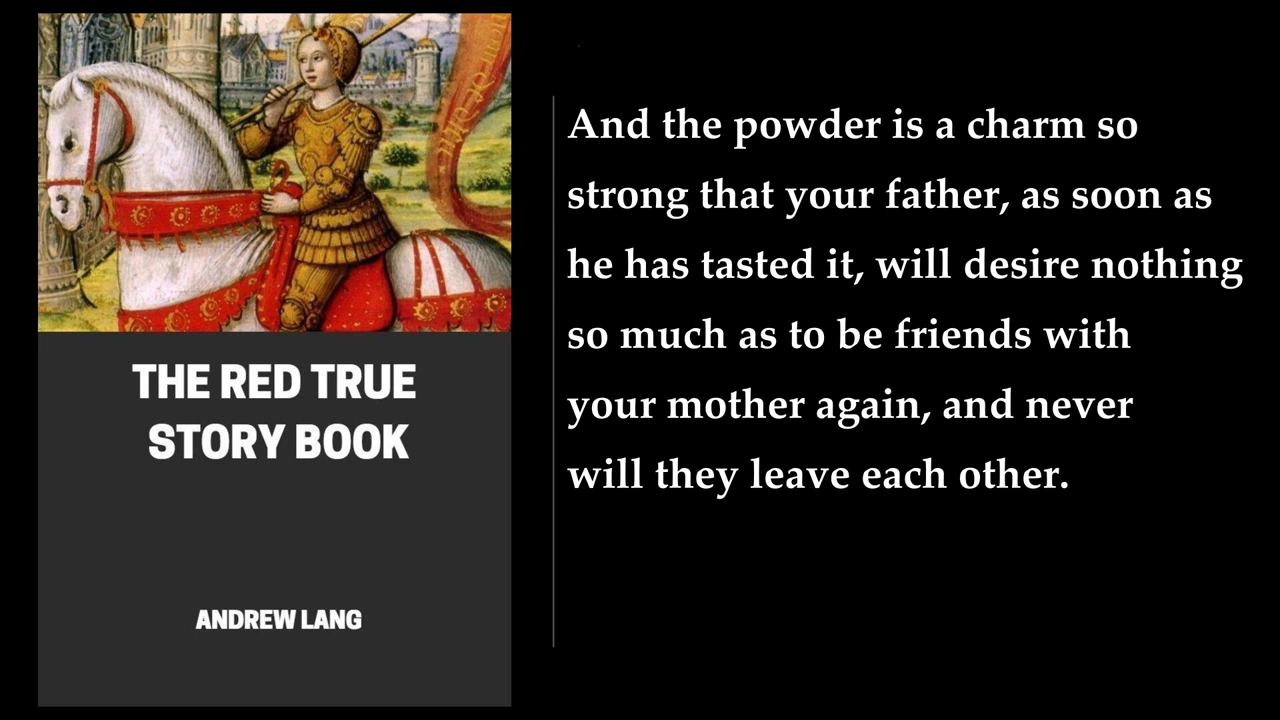 THE RED TRUE
STORY BOOK
ANDREW LANG
And the powder is a charm so
strong that your father, as soon as
he has tasted it, will desire nothing
so much as to be friends with
your mother again, and never
will they leave each other.